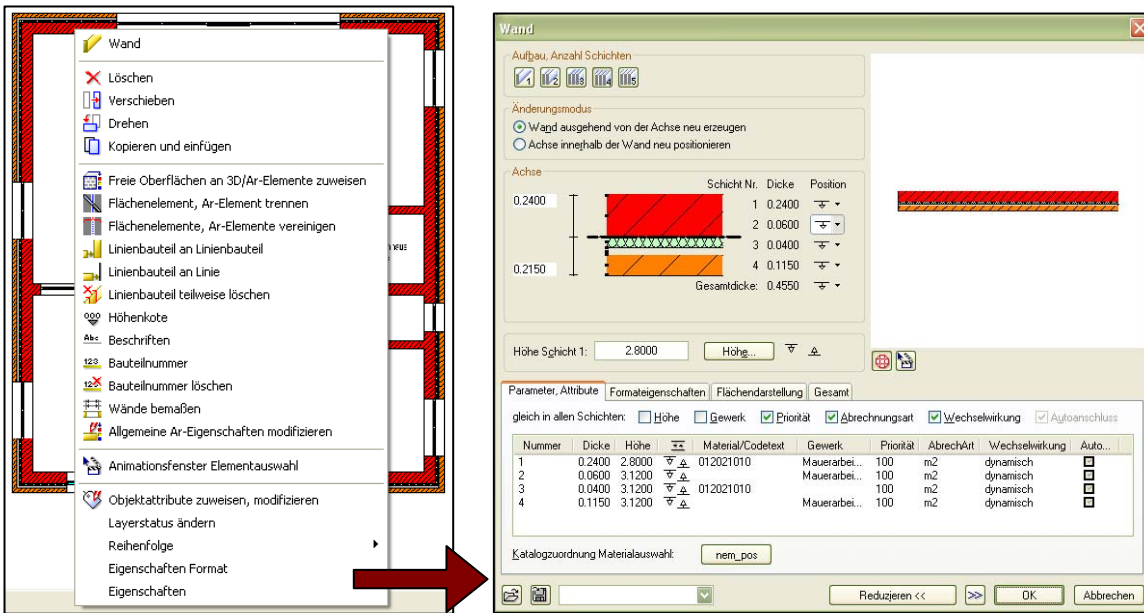 Wand
Löschen
Verschieben
Drehen
Kopieren und einfügen
Freie Oberflächen an 3D/Ar-Elemente zuweisen
Flächenelement, Ar-Element trennen
Flächenelemente, Ar-Elemente vereinigen
Linienbauteil an Linienbauteil
Linienbauteil an Linie
Linienbauteil teilweise löschen
Höhenkote
Abc Beschriften
123 Bauteilnummer
Bauteilnummer löschen
Wände bemaßen
Allgemeine Ar-Eigenschaften modifizieren
Animationsfenster Elementauswahl
Objektattribute zuweisen, modifizieren
Layerstatus ändern
Reihenfolge
Eigenschaften Format
Eigenschaften
Wand
Aufbau, Anzahl Schichten
1 2 3 4 5
Änderungsmodus
Wand ausgehend von der Achse neu erzeugen
Achse innerhalb der Wand neu positionieren
Achse
Schicht Nr. Dicke Position
0.2400
1 0.2400
2 0.0600
3 0.0400
0.2150
4 0.1150
Gesamtdicke: 0.4550
Höhe Schicht 1: 2.8000 Höhe...
Parameter, Attribute Formateigenschaften Flächendarstellung Gesamt
gleich in allen Schichten: Höhe Gewerk Priorität Abrechnungsart Wechselwirkung Autoanschluss
Nummer Dicke Höhe Material/Codetext Gewerk Priorität AbrechArt Wechselwirkung Auto...
1 0.2400 2.8000 012021010 Mauerarbei... 100 m2 dynamisch
2 0.0600 3.1200 Mauerarbei... 100 m2 dynamisch
3 0.0400 3.1200 012021010 100 m2 dynamisch
4 0.1150 3.1200 Mauerarbei... 100 m2 dynamisch
Katalogzuordnung Materialauswahl: nem_pos
Reduzieren << >> OK Abbrechen